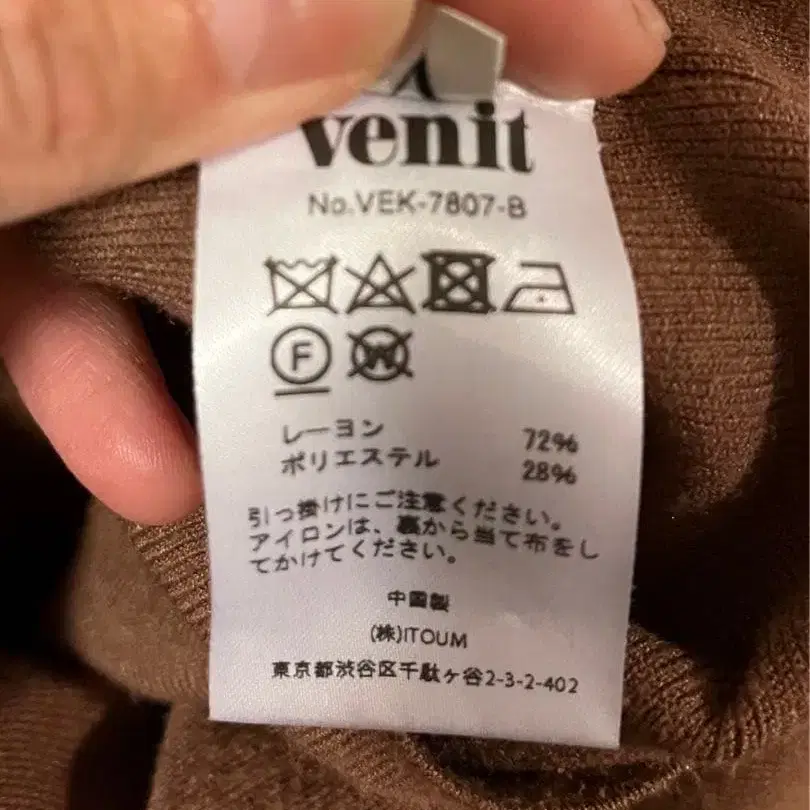 venit
No.VEK-7807-B
F W
レーヨン 72%
ポリエステル 28%
引っ掛けにご注意ください。
アイロンは、裏から当て布をし
てかけてください。
中国製
(株)ITOUM
東京都渋谷区千駄ヶ谷2-3-2-402